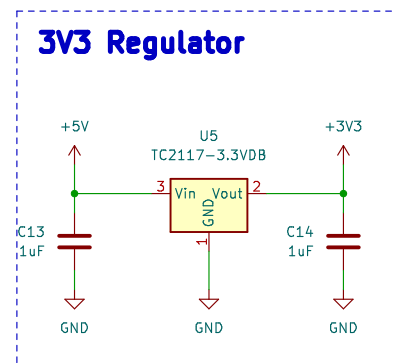 3V3 Regulator
+5V
U5
+3V3
TC2117-3.3VDB
3
Vin
Vout
2
GND
1
C13
1uF
C14
1uF
GND
GND
GND